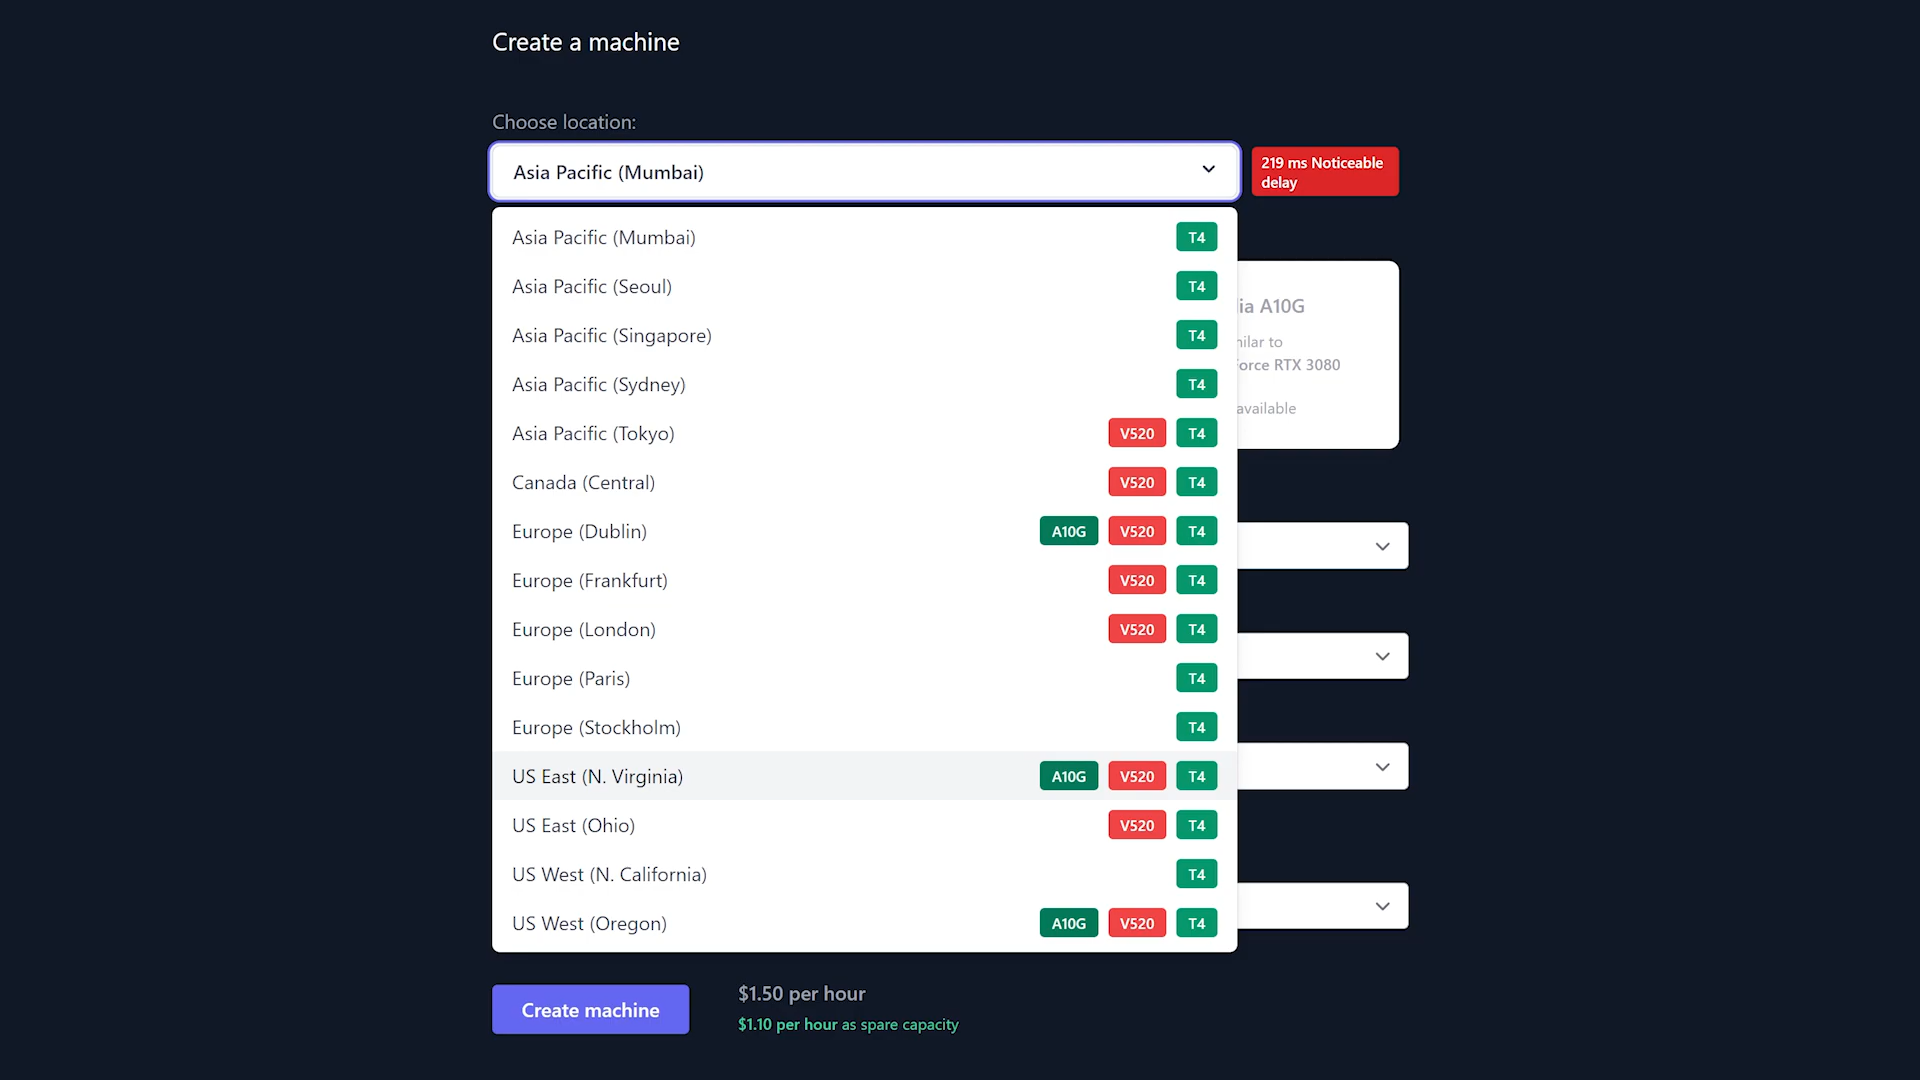 Create a machine
Choose location:
Asia Pacific (Mumbai)
219 ms Noticeable
delay
Asia Pacific (Mumbai) T4
Asia Pacific (Seoul) T4
Asia Pacific (Singapore) T4
Asia Pacific (Sydney) T4
Asia Pacific (Tokyo) V520 T4
Canada (Central) V520 T4
Europe (Dublin) A10G V520 T4
Europe (Frankfurt) V520 T4
Europe (London) V520 T4
Europe (Paris) T4
Europe (Stockholm) T4
US East (N. Virginia) A10G V520 T4
US East (Ohio) V520 T4
US West (N. California) T4
US West (Oregon) A10G V520 T4
A10G
to
RTX 3080
available
Create machine
$1.50 per hour
$1.10 per hour as spare capacity